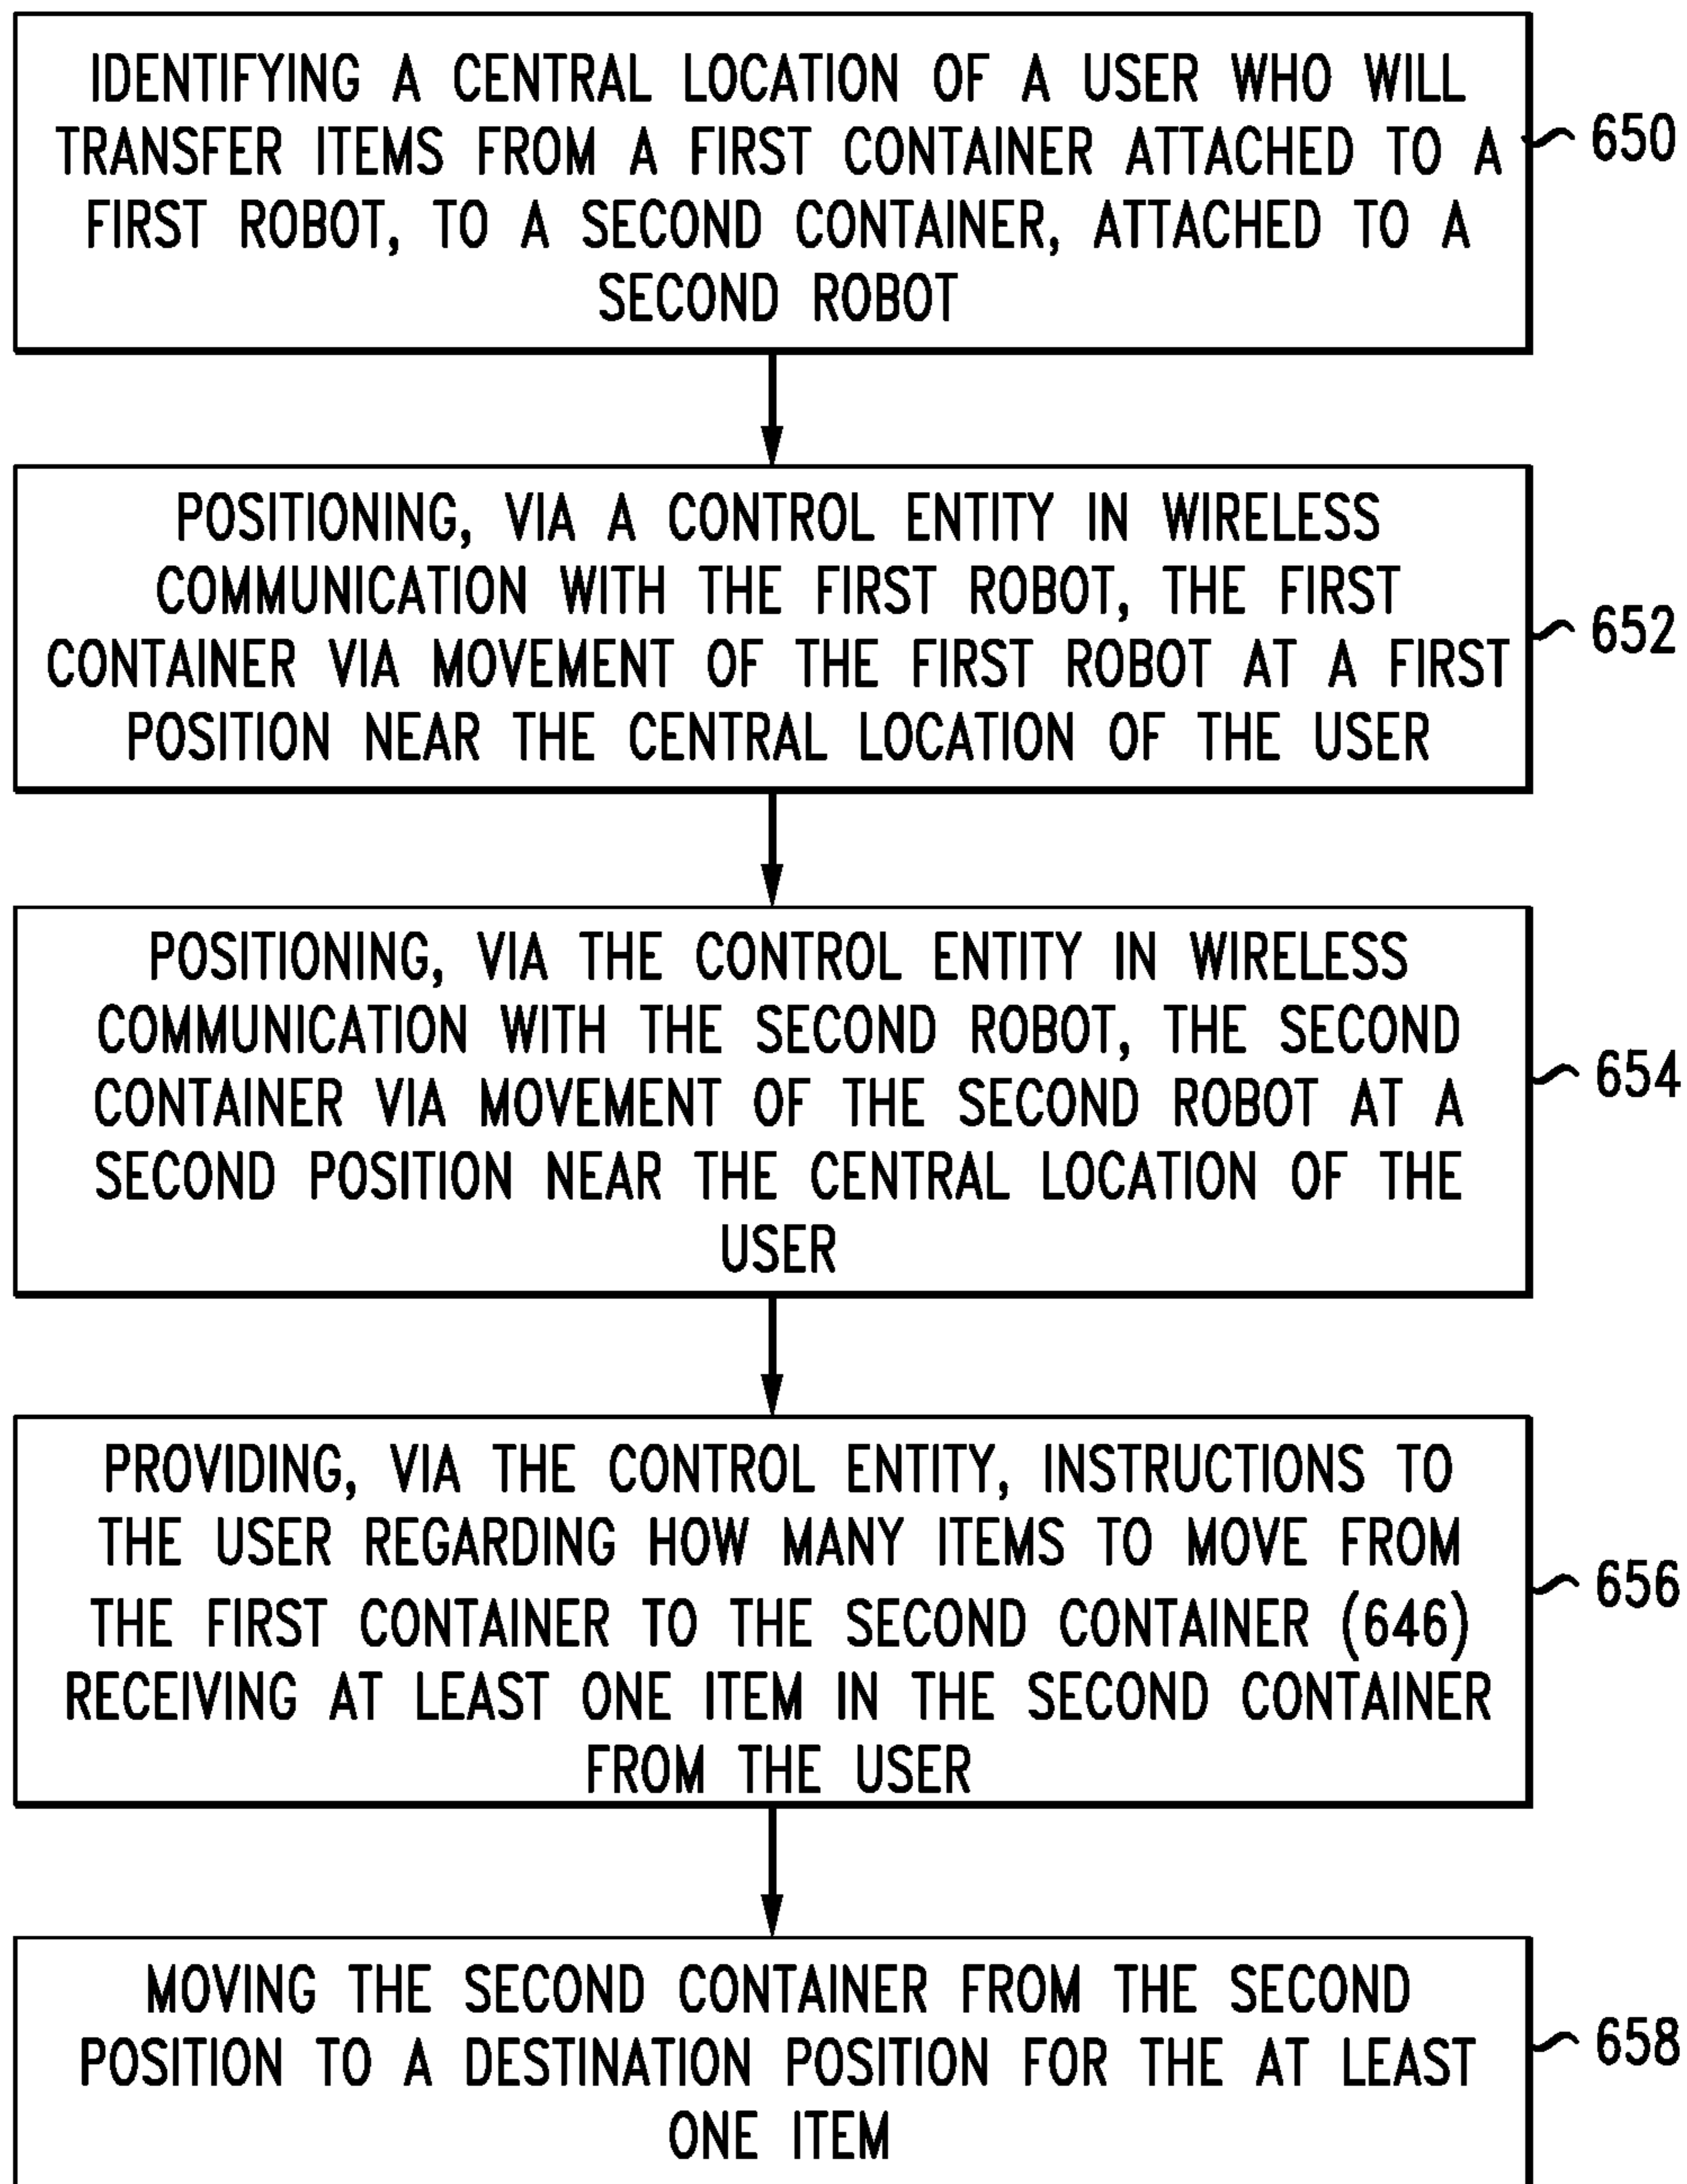 IDENTIFYING A CENTRAL LOCATION OF A USER WHO WILL
TRANSFER ITEMS FROM A FIRST CONTAINER ATTACHED TO A
FIRST ROBOT, TO A SECOND CONTAINER, ATTACHED TO A
SECOND ROBOT
650
POSITIONING, VIA A CONTROL ENTITY IN WIRELESS
COMMUNICATION WITH THE FIRST ROBOT, THE FIRST
CONTAINER VIA MOVEMENT OF THE FIRST ROBOT AT A FIRST
POSITION NEAR THE CENTRAL LOCATION OF THE USER
652
POSITIONING, VIA THE CONTROL ENTITY IN WIRELESS
COMMUNICATION WITH THE SECOND ROBOT, THE SECOND
CONTAINER VIA MOVEMENT OF THE SECOND ROBOT AT A
SECOND POSITION NEAR THE CENTRAL LOCATION OF THE
USER
654
PROVIDING, VIA THE CONTROL ENTITY, INSTRUCTIONS TO
THE USER REGARDING HOW MANY ITEMS TO MOVE FROM
THE FIRST CONTAINER TO THE SECOND CONTAINER (646)
RECEIVING AT LEAST ONE ITEM IN THE SECOND CONTAINER
FROM THE USER
656
MOVING THE SECOND CONTAINER FROM THE SECOND
POSITION TO A DESTINATION POSITION FOR THE AT LEAST
ONE ITEM
658